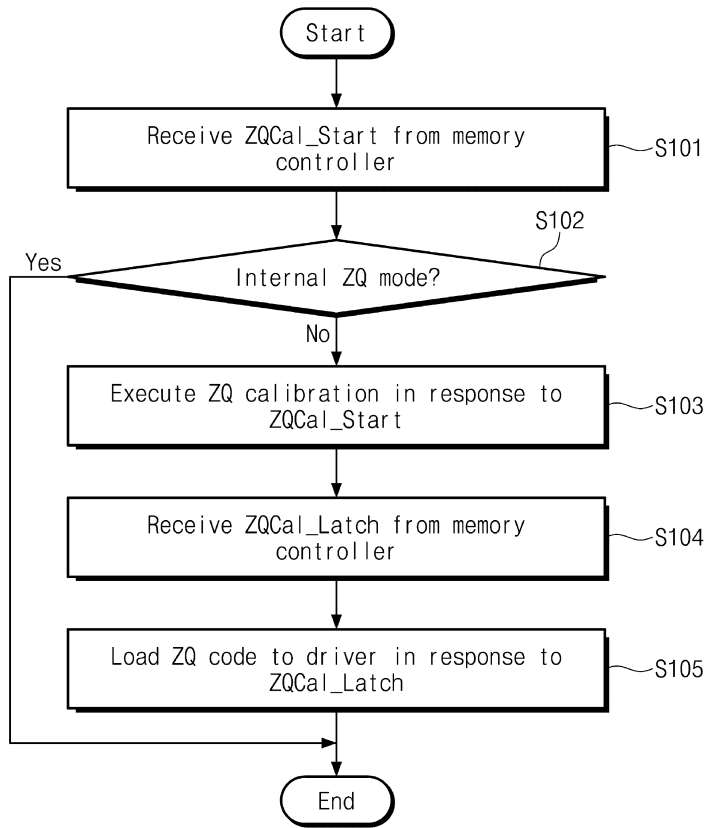 Start
Receive ZQCal_Start from memory
controller
S101
S102
Yes
Internal ZQ mode?
No
Execute ZQ calibration in response to
ZQCal_Start
S103
Receive ZQCal_Latch from memory
controller
S104
Load ZQ code to driver in response to
ZQCal_Latch
S105
End